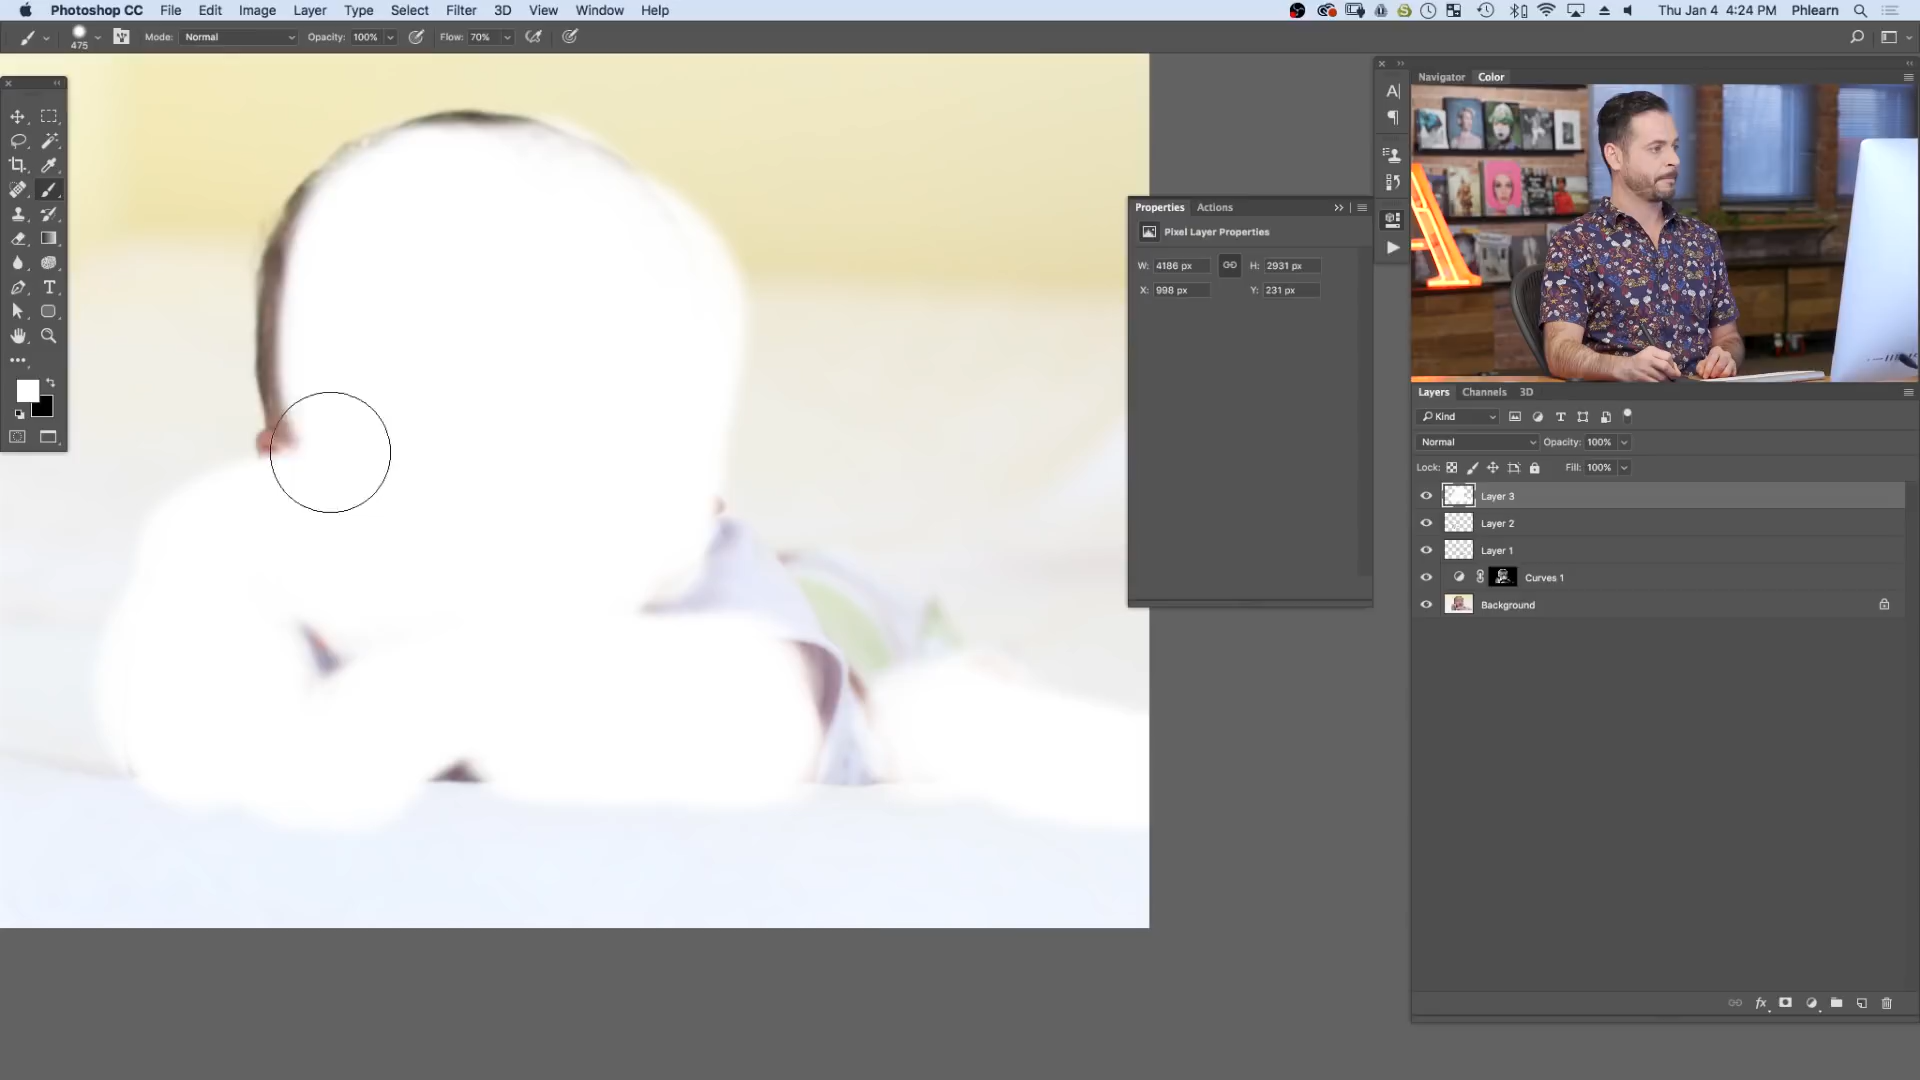 Photoshop CC File Edit Image Layer Type Select Filter 3D View Window Help Thu Jan 4 4:24 PM Phlearn
475 Mode: Normal Opacity: 100% Flow: 70%
Navigator Color
Properties Actions
Pixel Layer Properties
W: 4186 px H: 2931 px
X: 998 px Y: 231 px
Layers Channels 3D
Kind
Normal Opacity: 100%
Lock: Fill: 100%
Layer 3
Layer 2
Layer 1
Curves 1
Background
fx